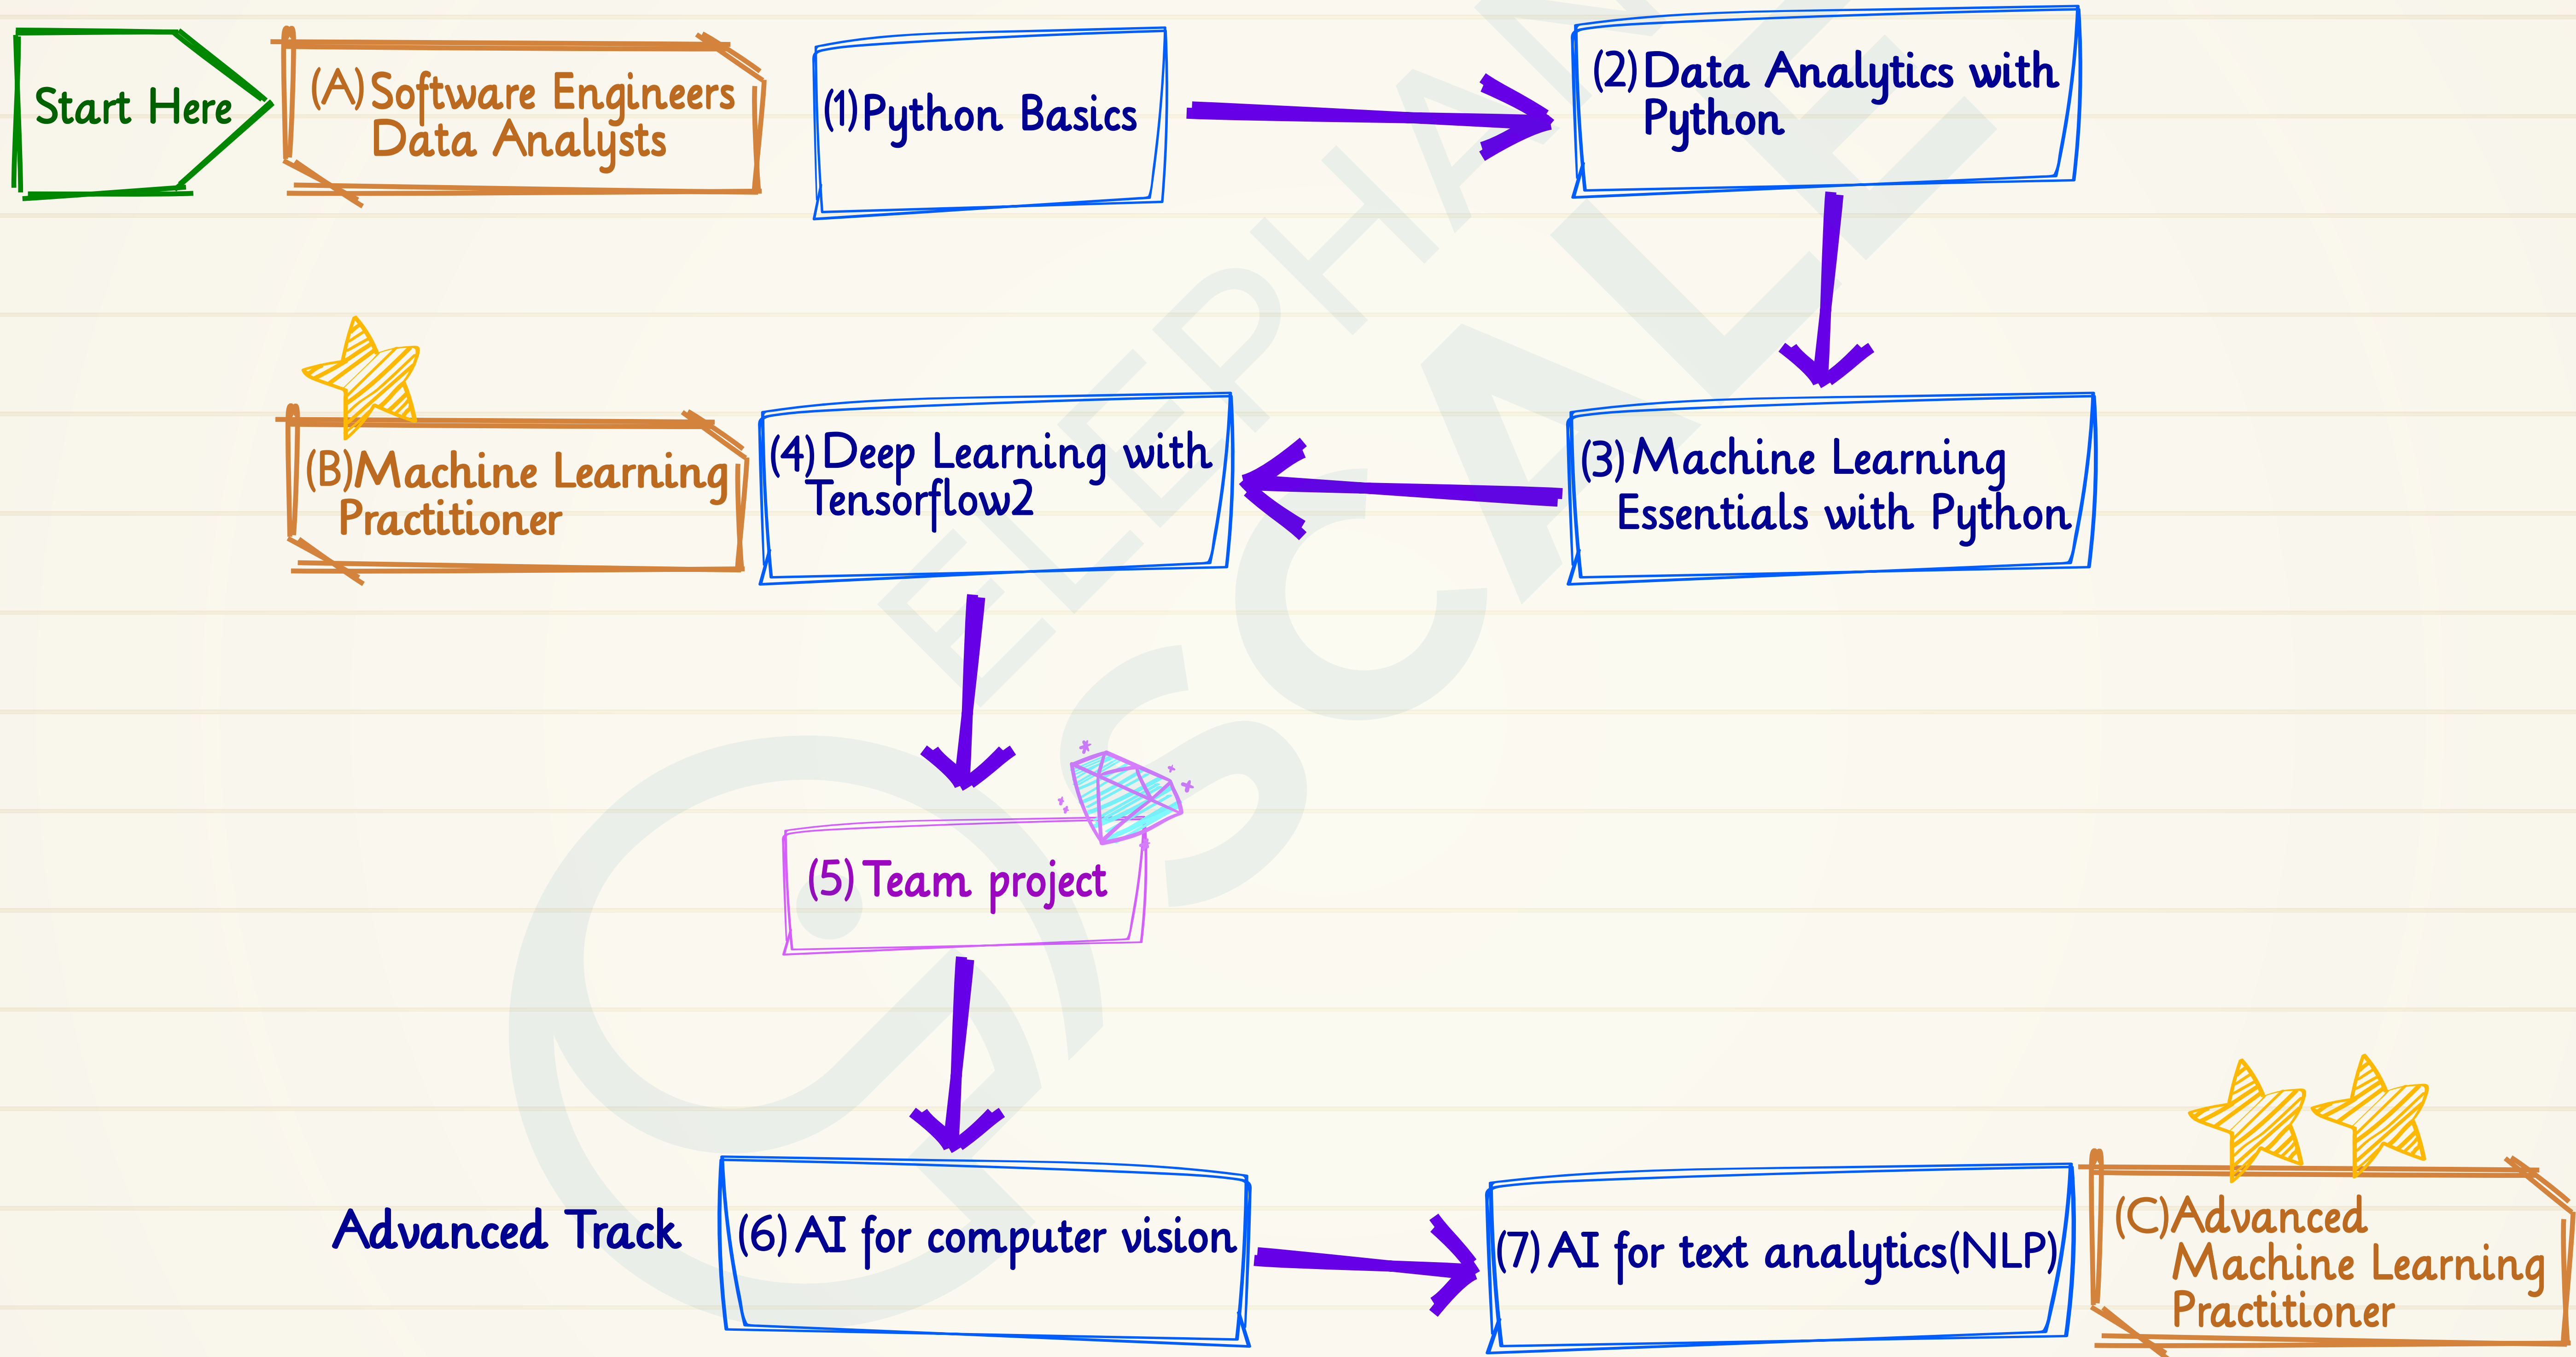 Start Here
(A) Software Engineers
Data Analysts
(1) Python Basics
(2) Data Analytics with
Python
(B) Machine Learning
Practitioner
(4) Deep Learning with
Tensorflow2
(3) Machine Learning
Essentials with Python
(5) Team project
Advanced Track
(6) AI for computer vision
(7) AI for text analytics(NLP)
(C) Advanced
Machine Learning
Practitioner
ELEPHAN
SCALE